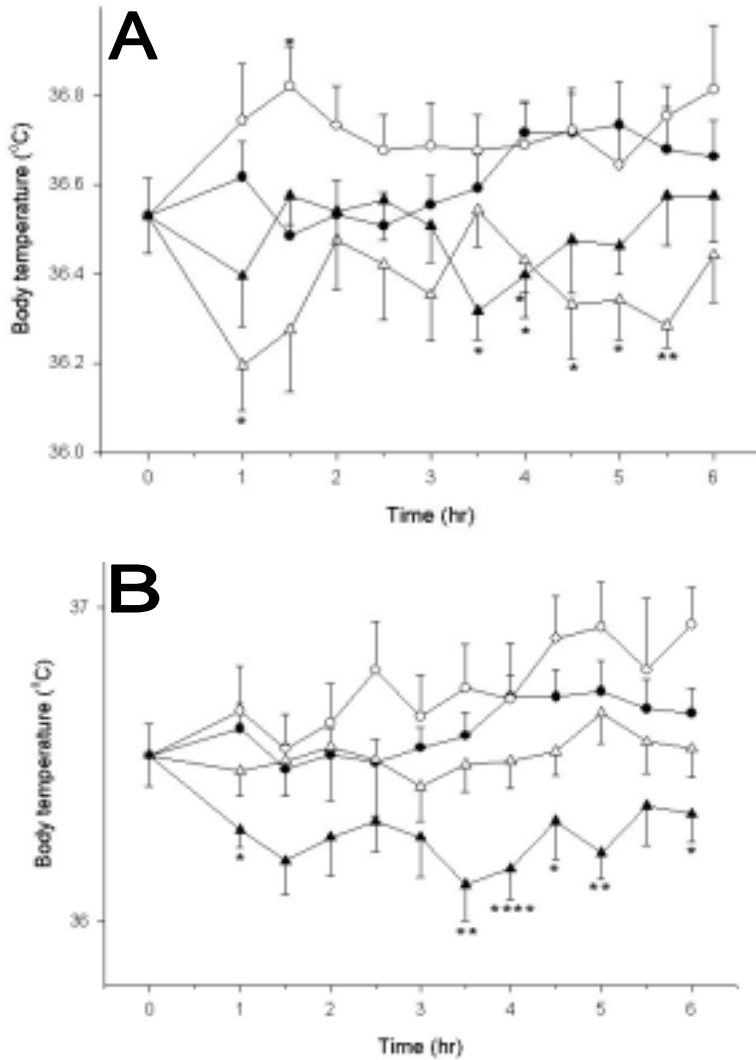 A
Body temperature (°C)
36.8
36.6
36.4
36.2
36.0
*
*
*
*
*
*
*
**
0 1 2 3 4 5 6
Time (hr)
B
Body temperature (°C)
37
36
*
**
****
*
**
*
0 1 2 3 4 5 6
Time (hr)